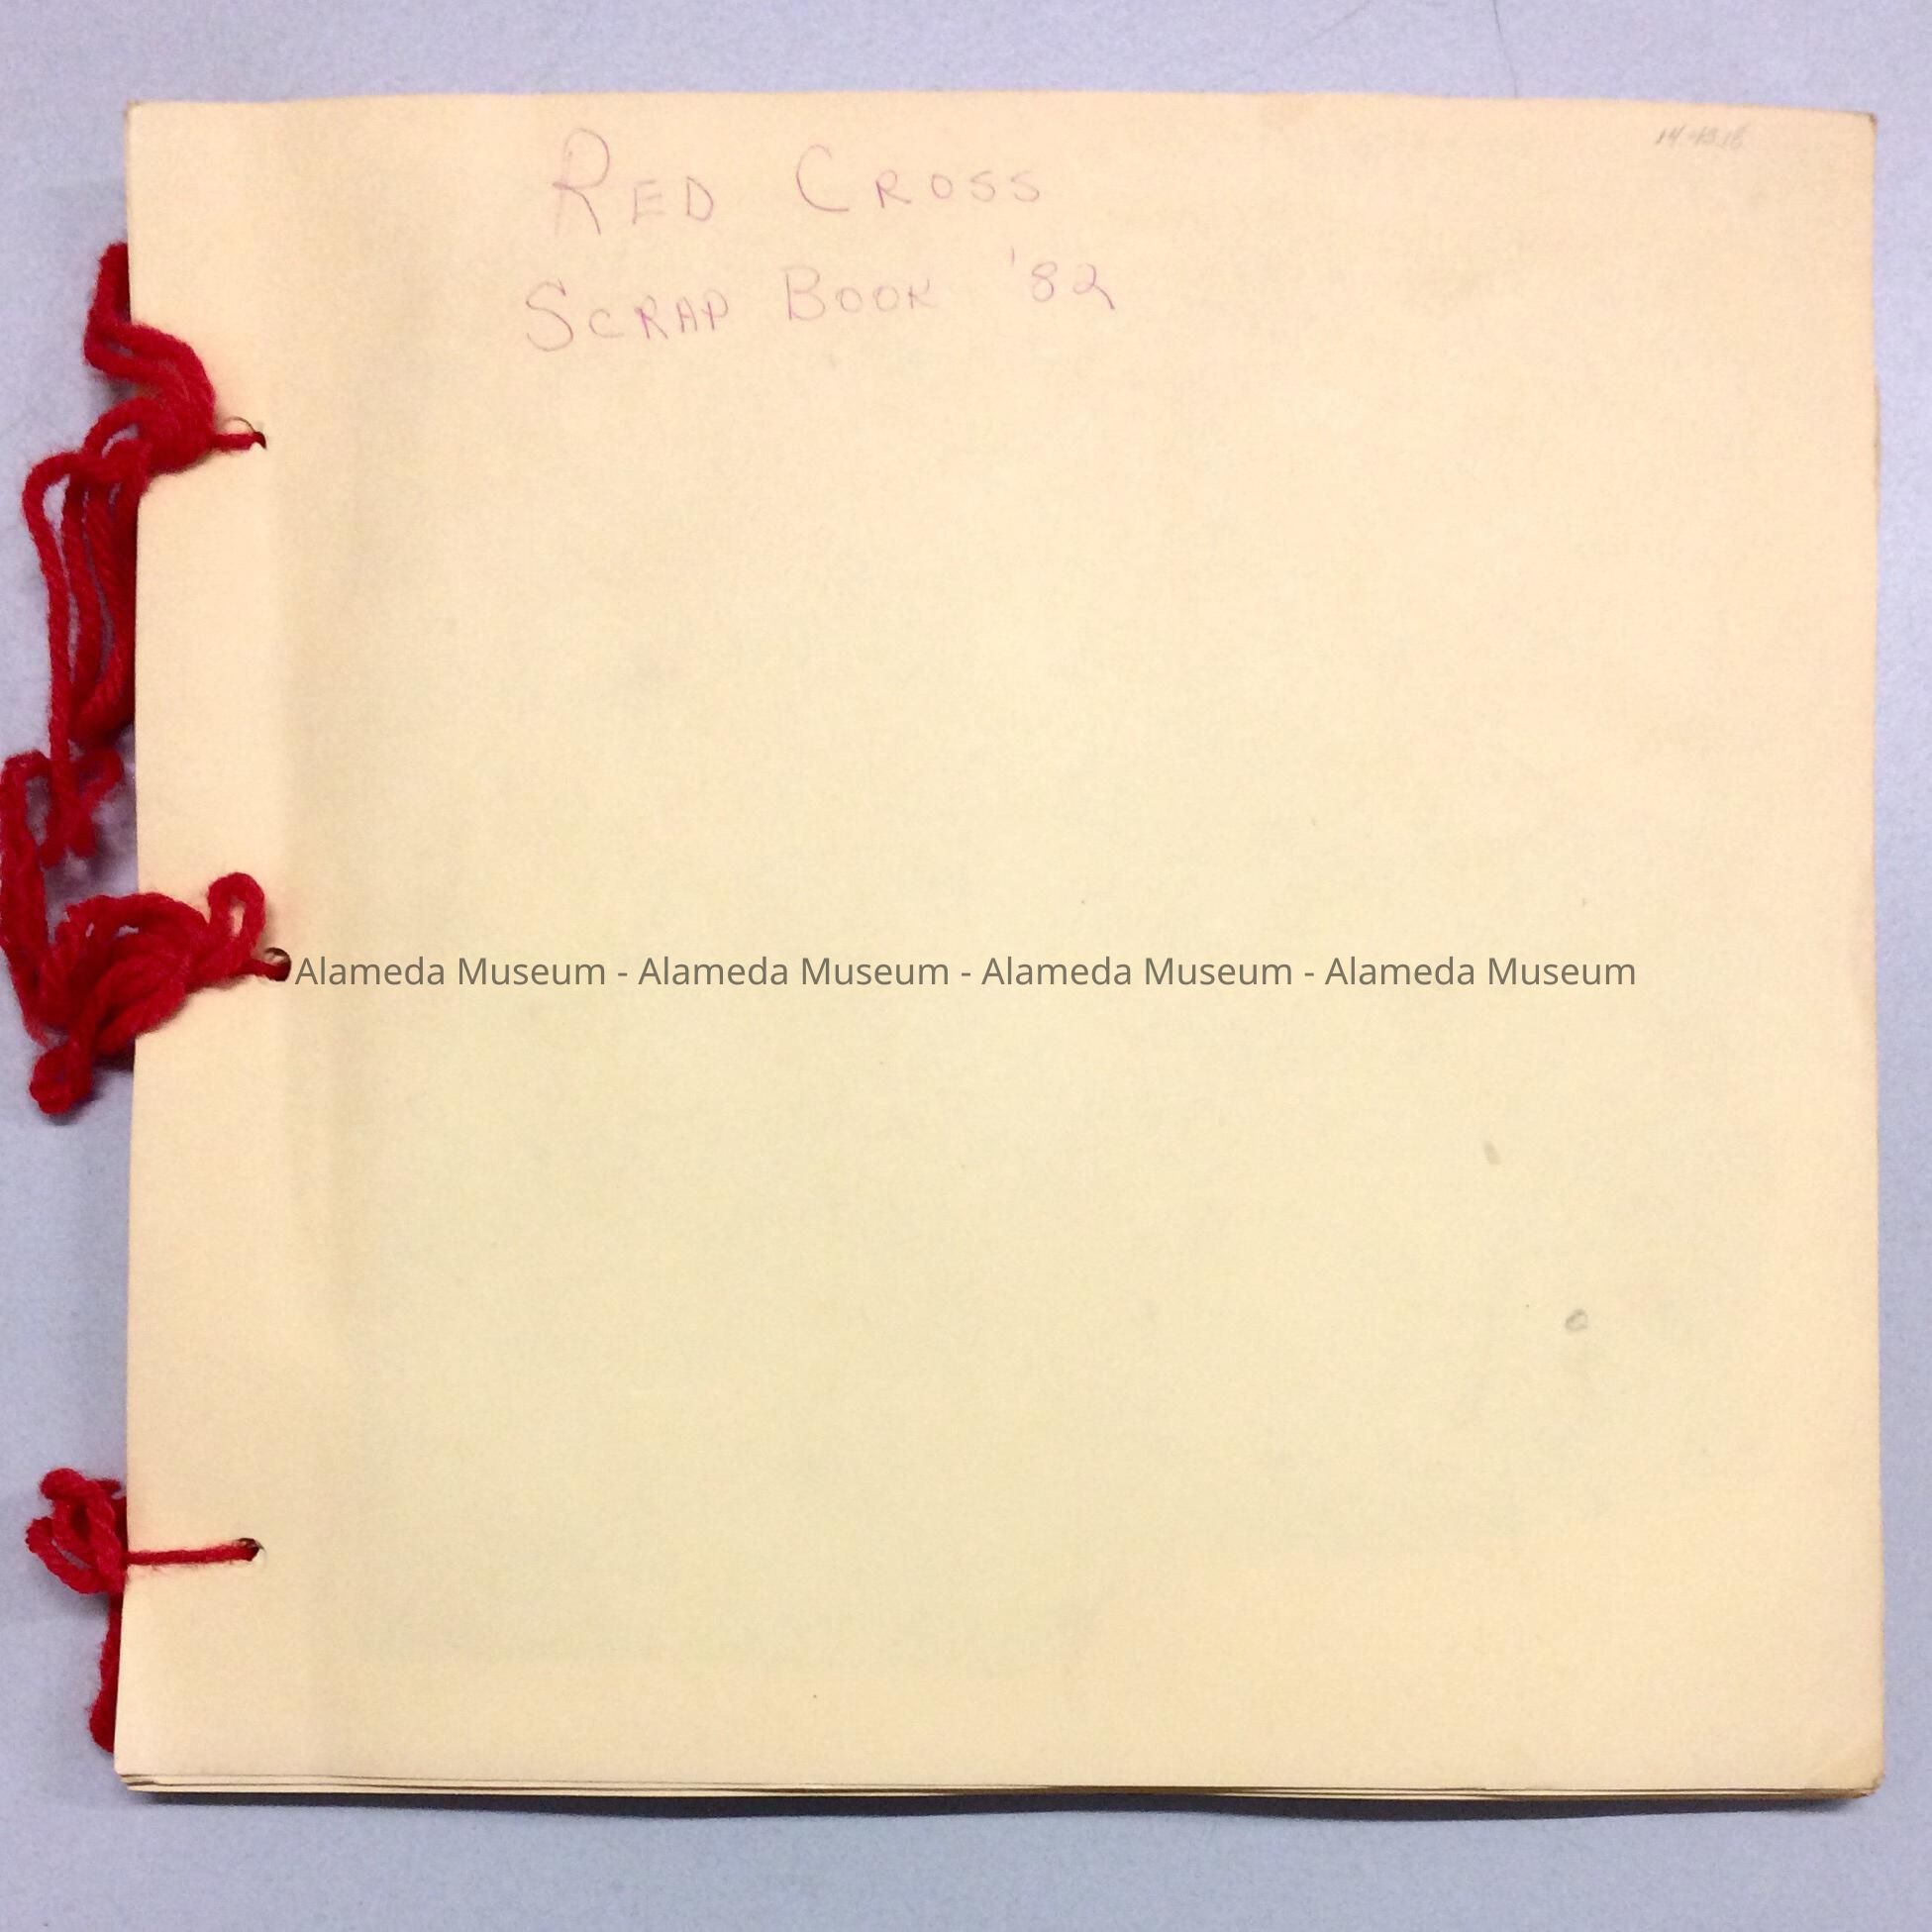 RED CROSS
SCRAP BOOK '82
Alameda Museum - Alameda Museum - Alameda Museum - Alameda Museum